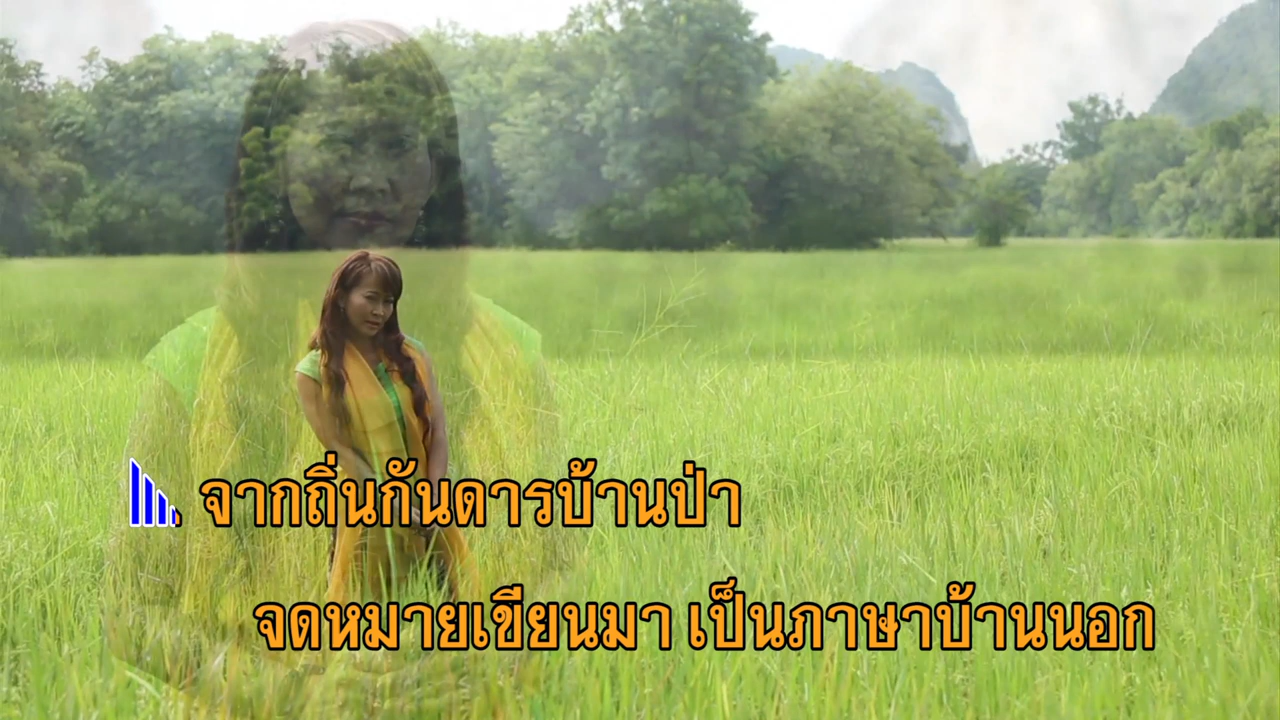 จากถิ่นกันดารบ้านป่า
จดหมายเขียนมา เป็นภาษาบ้านนอก